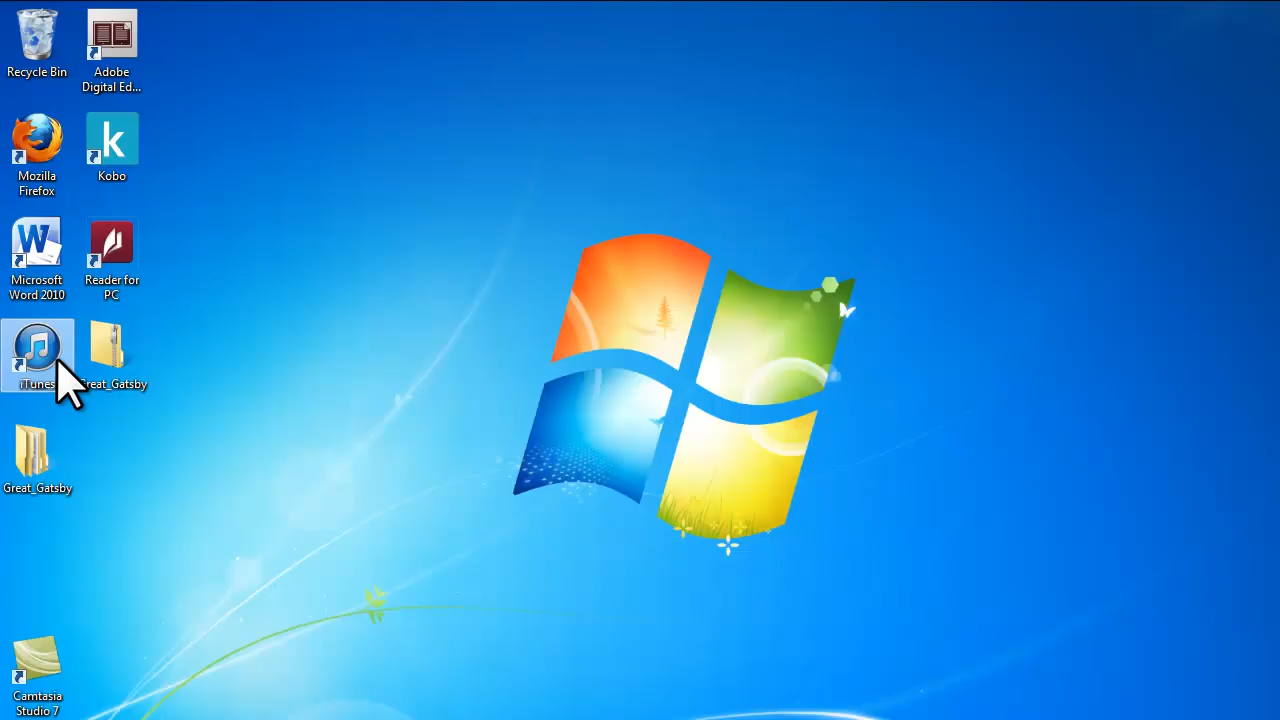 Recycle Bin
Adobe
Digital Ed...
Mozilla
Firefox
k
Kobo
W
Microsoft
Word 2010
Reader for
PC
iTunes
Great_Gatsby
Great_Gatsby
Camtasia
Studio 7